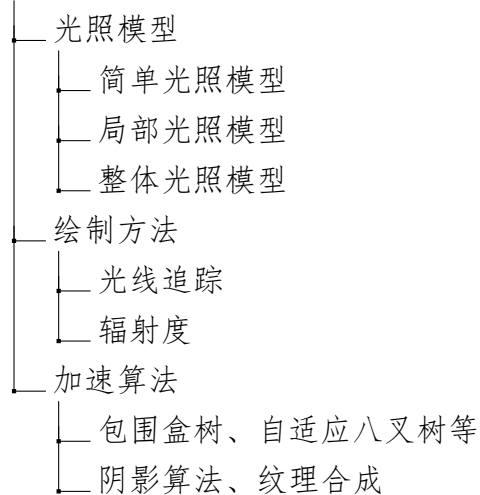 光照模型
简单光照模型
局部光照模型
整体光照模型
绘制方法
光线追踪
辐射度
加速算法
包围盒树、自适应八叉树等
阴影算法、纹理合成